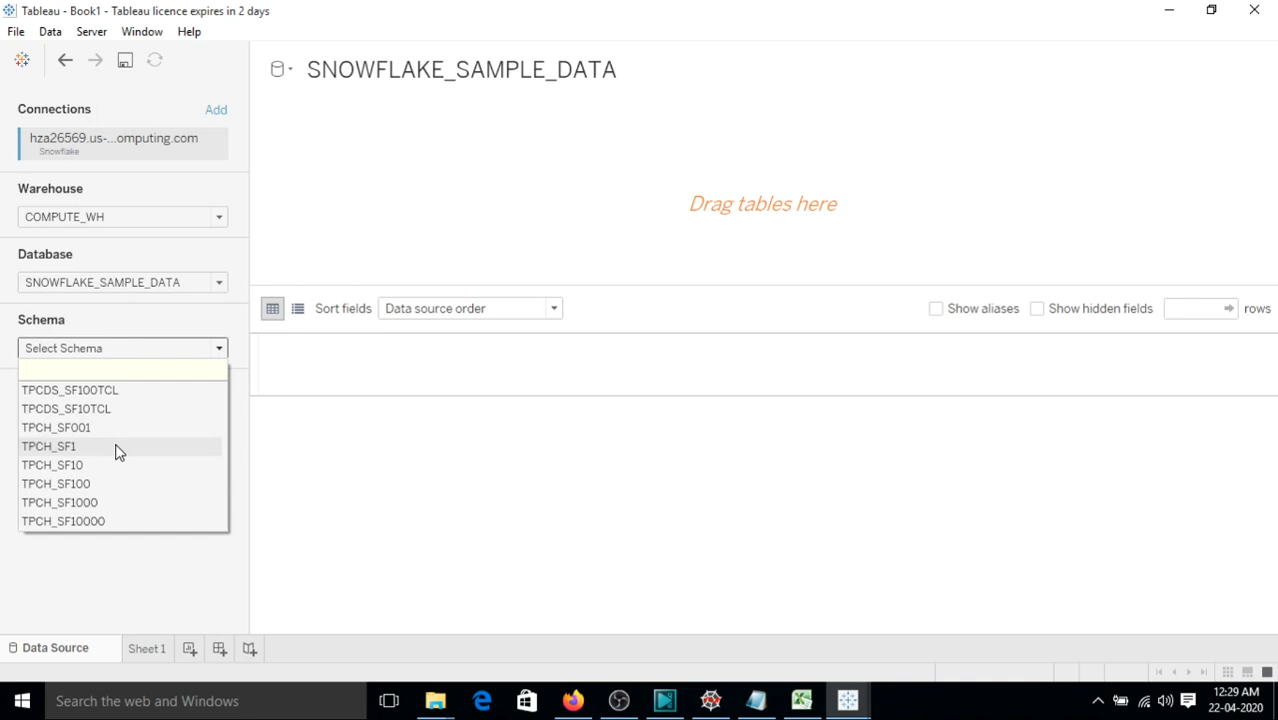 Tableau - Book1 - Tableau licence expires in 2 days
File Data Server Window Help
Connections Add
hza26569.us-...omputing.com
Snowflake
Warehouse
COMPUTE_WH
Database
SNOWFLAKE_SAMPLE_DATA
Schema
Select Schema
TPCDS_SF100TCL
TPCDS_SF10TCL
TPCH_SF001
TPCH_SF1
TPCH_SF10
TPCH_SF100
TPCH_SF1000
TPCH_SF10000
SNOWFLAKE_SAMPLE_DATA
Drag tables here
Sort fields Data source order Show aliases Show hidden fields rows
Data Source Sheet 1
Search the web and Windows
12:29 AM
22-04-2020